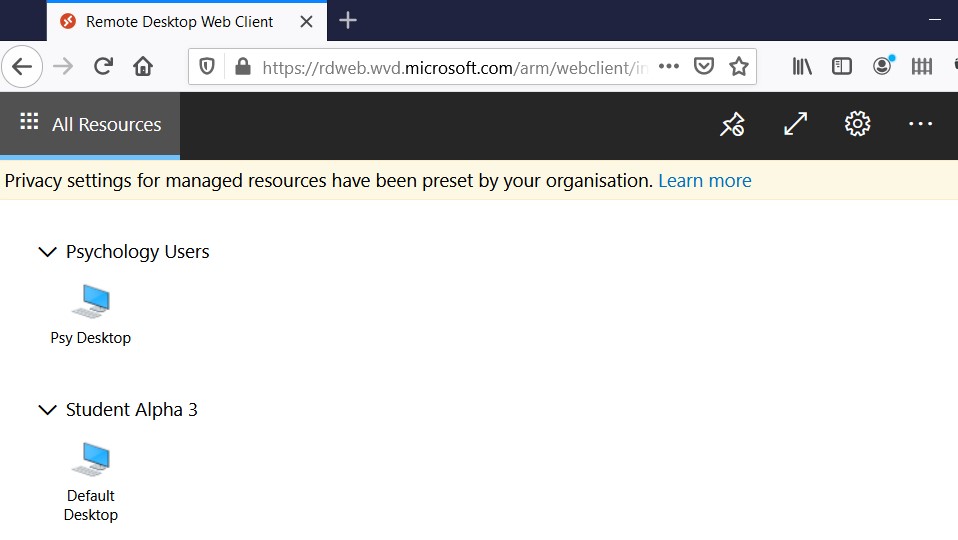 Remote Desktop Web Client
https://rdweb.wvd.microsoft.com/arm/webclient/in
All Resources
Privacy settings for managed resources have been preset by your organisation. Learn more
Psychology Users
Psy Desktop
Student Alpha 3
Default
Desktop